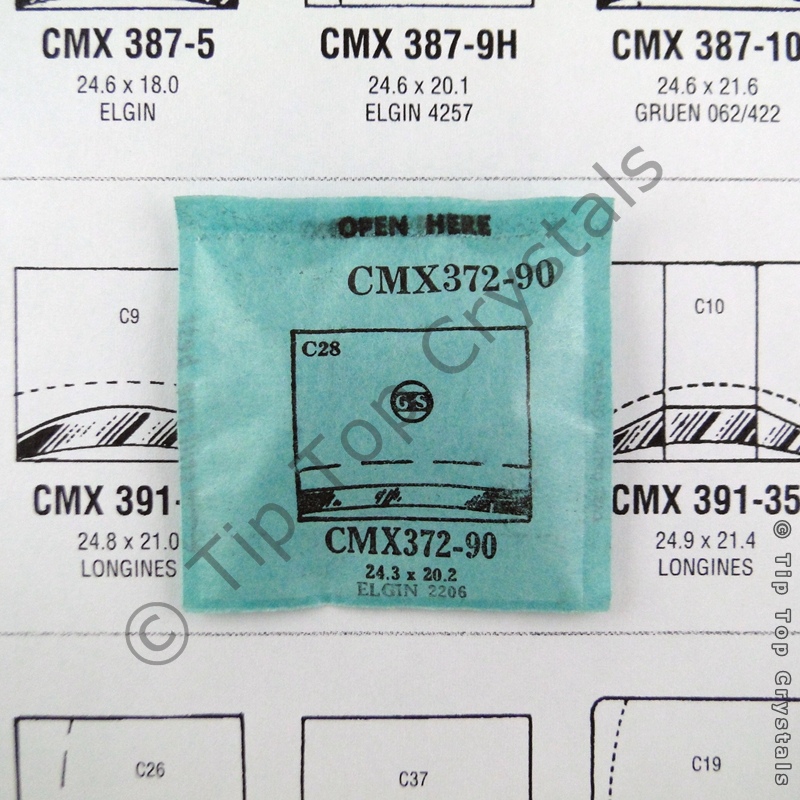 CMX 387-5
24.6 x 18.0
ELGIN
CMX 387-9H
24.6 x 20.1
ELGIN 4257
CMX 387-10
24.6 x 21.6
GRUEN 062/422
OPEN HERE
CMX372-90
C28
GS
CMX372-90
24.3 x 20.2
ELGIN 2206
C9
CMX 391-
24.8 x 21.0
LONGINES
C10
CMX 391-35
24.9 x 21.4
LONGINES
C26
C37
C19
© Tip Top Crystals
© Tip Top Crystals